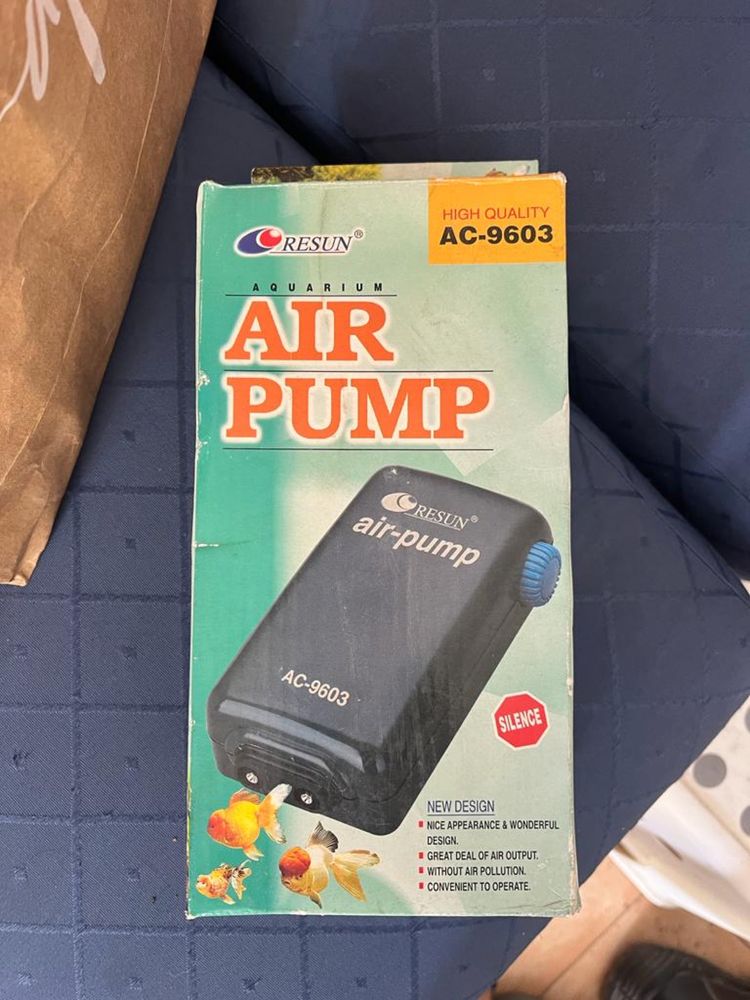 RESUN®
HIGH QUALITY
AC-9603
AQUARIUM
AIR
PUMP
RESUN®
air-pump
AC-9603
SILENCE
NEW DESIGN
NICE APPEARANCE & WONDERFUL
DESIGN.
GREAT DEAL OF AIR OUTPUT.
WITHOUT AIR POLLUTION.
CONVENIENT TO OPERATE.